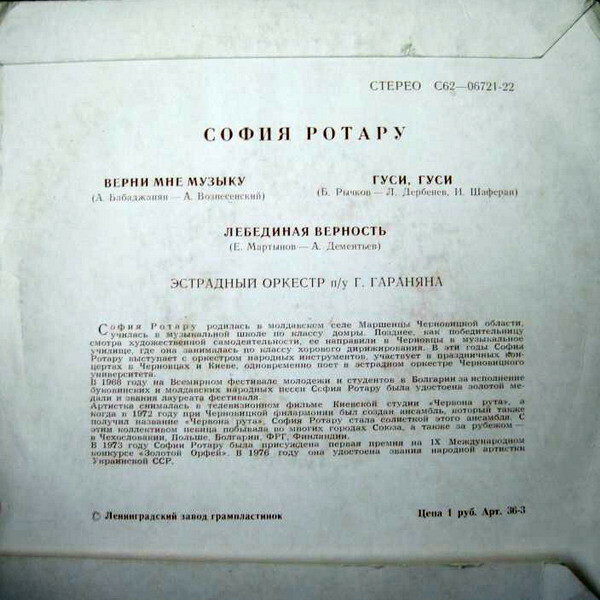 СТЕРЕО С62—06721-22
СОФИЯ РОТАРУ
ВЕРНИ МНЕ МУЗЫКУ
(А. Бабаджанян — А. Вознесенский)
ГУСИ, ГУСИ
(Б. Рычков — Л. Дербенев, И. Шаферан)
ЛЕБЕДИНАЯ ВЕРНОСТЬ
(Е. Мартынов — А. Дементьев)
ЭСТРАДНЫЙ ОРКЕСТР п/у Г. ГАРАНЯНА
София Ротару родилась в молдавском селе Маршенцы Черновицкой области,
училась в музыкальной школе по классу домры. Позднее, как победительницу
смотра художественной самодеятельности, ее направили в Черновцы в музыкальное
училище, где она занималась по классу хорового дирижирования. В эти годы София
Ротару выступает с оркестром народных инструментов, участвует в праздничных кон-
цертах в Черновцах и Киеве, одновременно поет в эстрадном оркестре Черновицкого
университета.
В 1968 году на Всемирном фестивале молодежи и студентов в Болгарии за исполнение
буковинских и молдавских народных песен София Ротару была удостоена золотой ме-
дали и звания лауреата фестиваля.
Артистка снималась в телевизионном фильме Киевской студии «Червона рута», а
когда в 1972 году при Черновицкой филармонии был создан ансамбль, который также
получил название «Червона рута», София Ротару стала солисткой этого ансамбля. С
этим коллективом певица побывала во многих городах Союза, а также за рубежом —
в Чехословакии, Польше, Болгарии, ФРГ, Финляндии.
В 1973 году Софии Ротару была присуждена первая премия на IX Международном
конкурсе «Золотой Орфей». В 1976 году она удостоена звания народной артистки
Украинской ССР.
© Ленинградский завод грампластинок
Цена 1 руб. Арт. 36-3